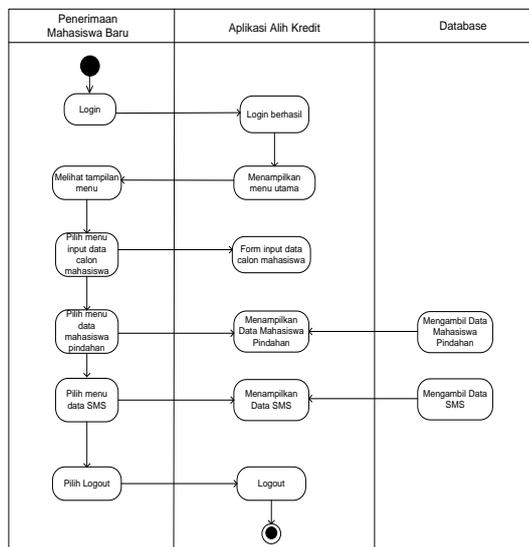 Penerimaan
Mahasiswa Baru
Aplikasi Alih Kredit
Database
Login
Login berhasil
Melihat tampilan
menu
Menampilkan
menu utama
Pilih menu
input data
calon
mahasiswa
Form input data
calon mahasiswa
Pilih menu
data
mahasiswa
pindahan
Menampilkan
Data Mahasiswa
Pindahan
Mengambil Data
Mahasiswa
Pindahan
Pilih menu
data SMS
Menampilkan
Data SMS
Mengambil Data
SMS
Pilih Logout
Logout